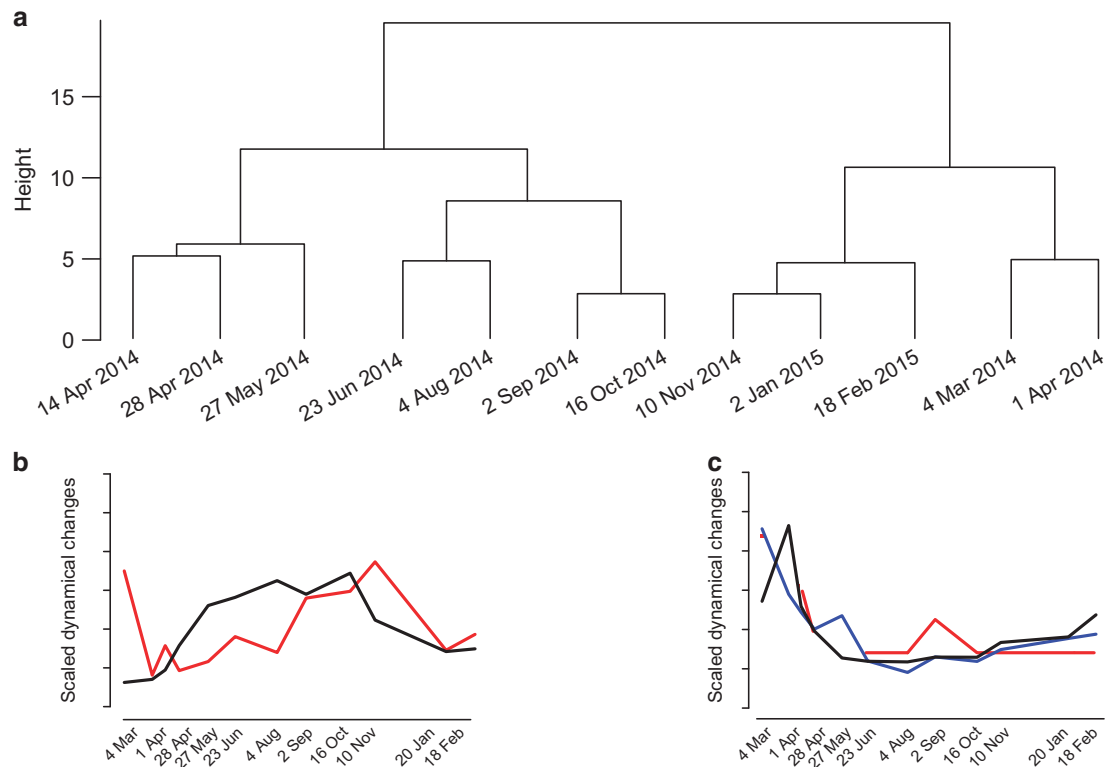 a
Height
15
10
5
0
14 Apr 2014
28 Apr 2014
27 May 2014
23 Jun 2014
4 Aug 2014
2 Sep 2014
16 Oct 2014
10 Nov 2014
2 Jan 2015
18 Feb 2015
4 Mar 2014
1 Apr 2014
b
Scaled dynamical changes
4 Mar
1 Apr
28 Apr
27 May
23 Jun
4 Aug
2 Sep
16 Oct
10 Nov
20 Jan
18 Feb
c
Scaled dynamical changes
4 Mar
1 Apr
28 Apr
27 May
23 Jun
4 Aug
2 Sep
16 Oct
10 Nov
20 Jan
18 Feb